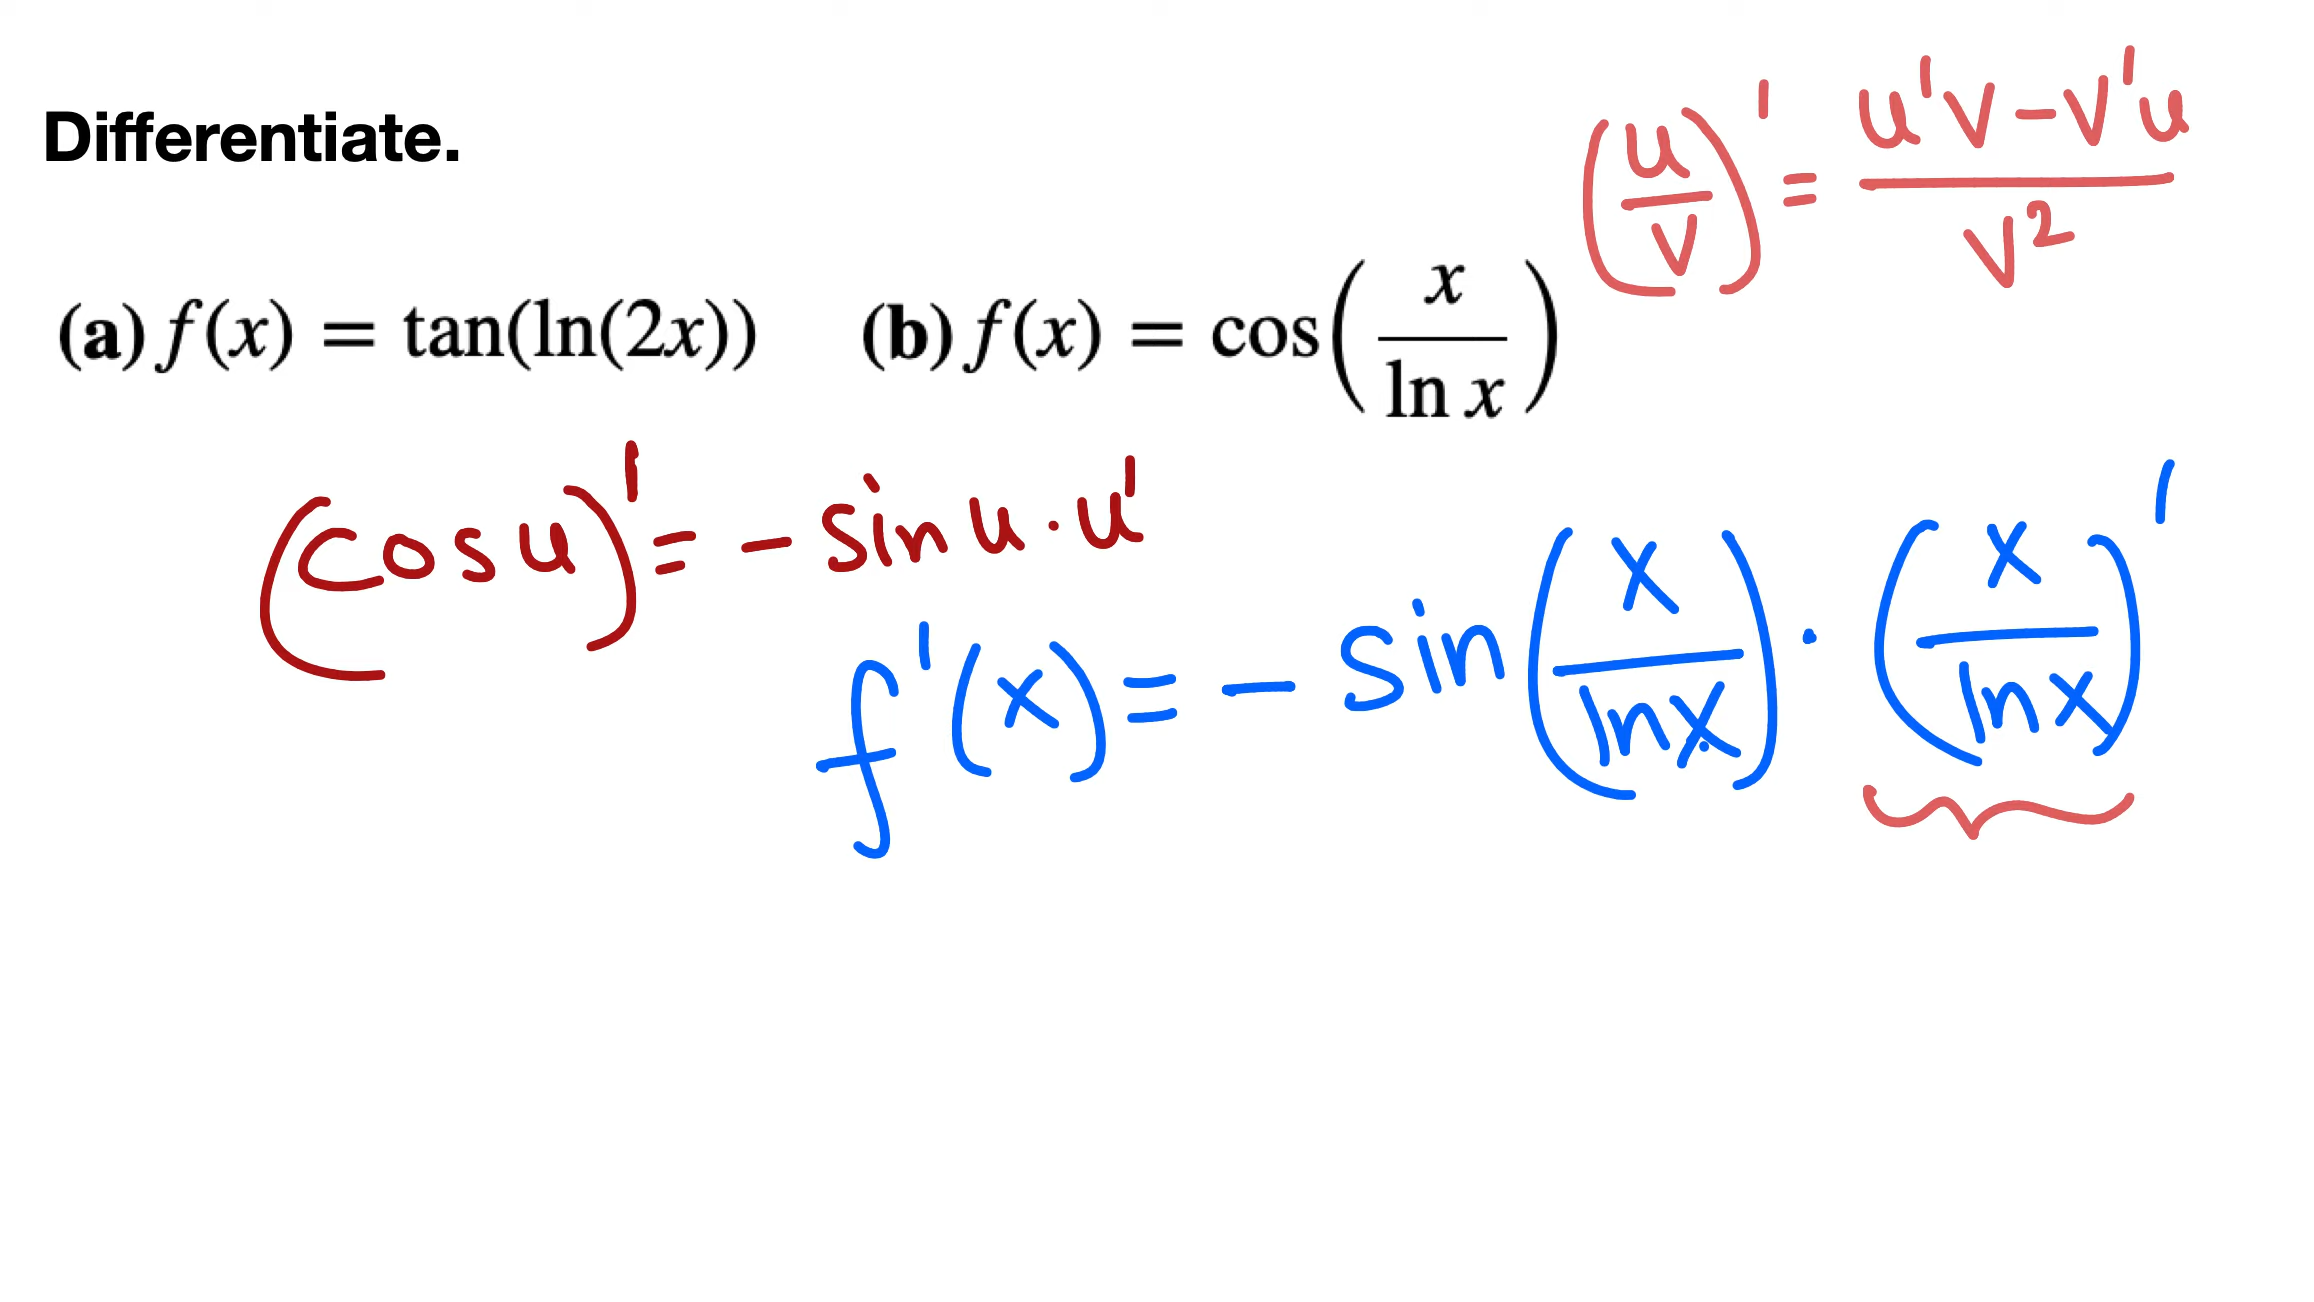 Differentiate.
(u/v)' = (u'v - v'u)/v²
(a) f(x) = tan(ln(2x)) (b) f(x) = cos(x/ln x)
(cos u)' = - sin u · u'
f'(x) = - sin(x/lnx) · (x/lnx)'